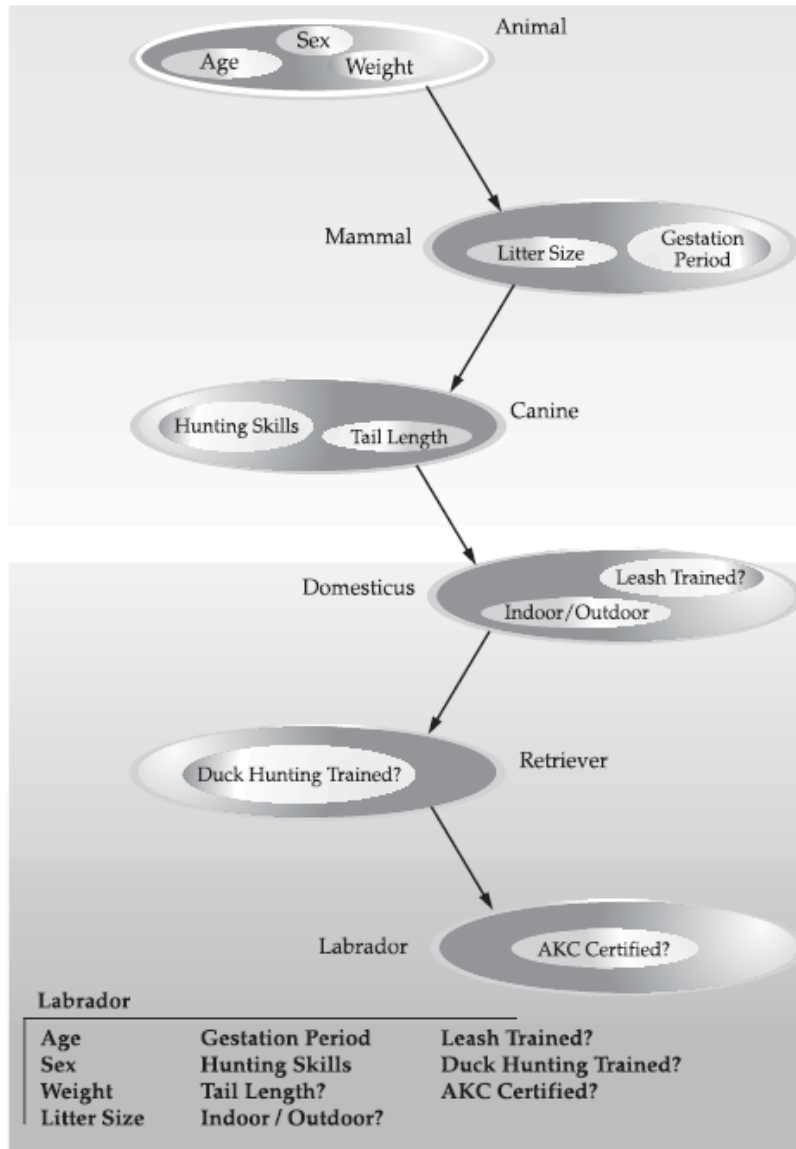 Animal
Sex
Age
Weight
Mammal
Litter Size
Gestation
Period
Canine
Hunting Skills
Tail Length
Domesticus
Leash Trained?
Indoor/Outdoor
Retriever
Duck Hunting Trained?
Labrador
AKC Certified?
Labrador
Age Gestation Period Leash Trained?
Sex Hunting Skills Duck Hunting Trained?
Weight Tail Length? AKC Certified?
Litter Size Indoor / Outdoor?